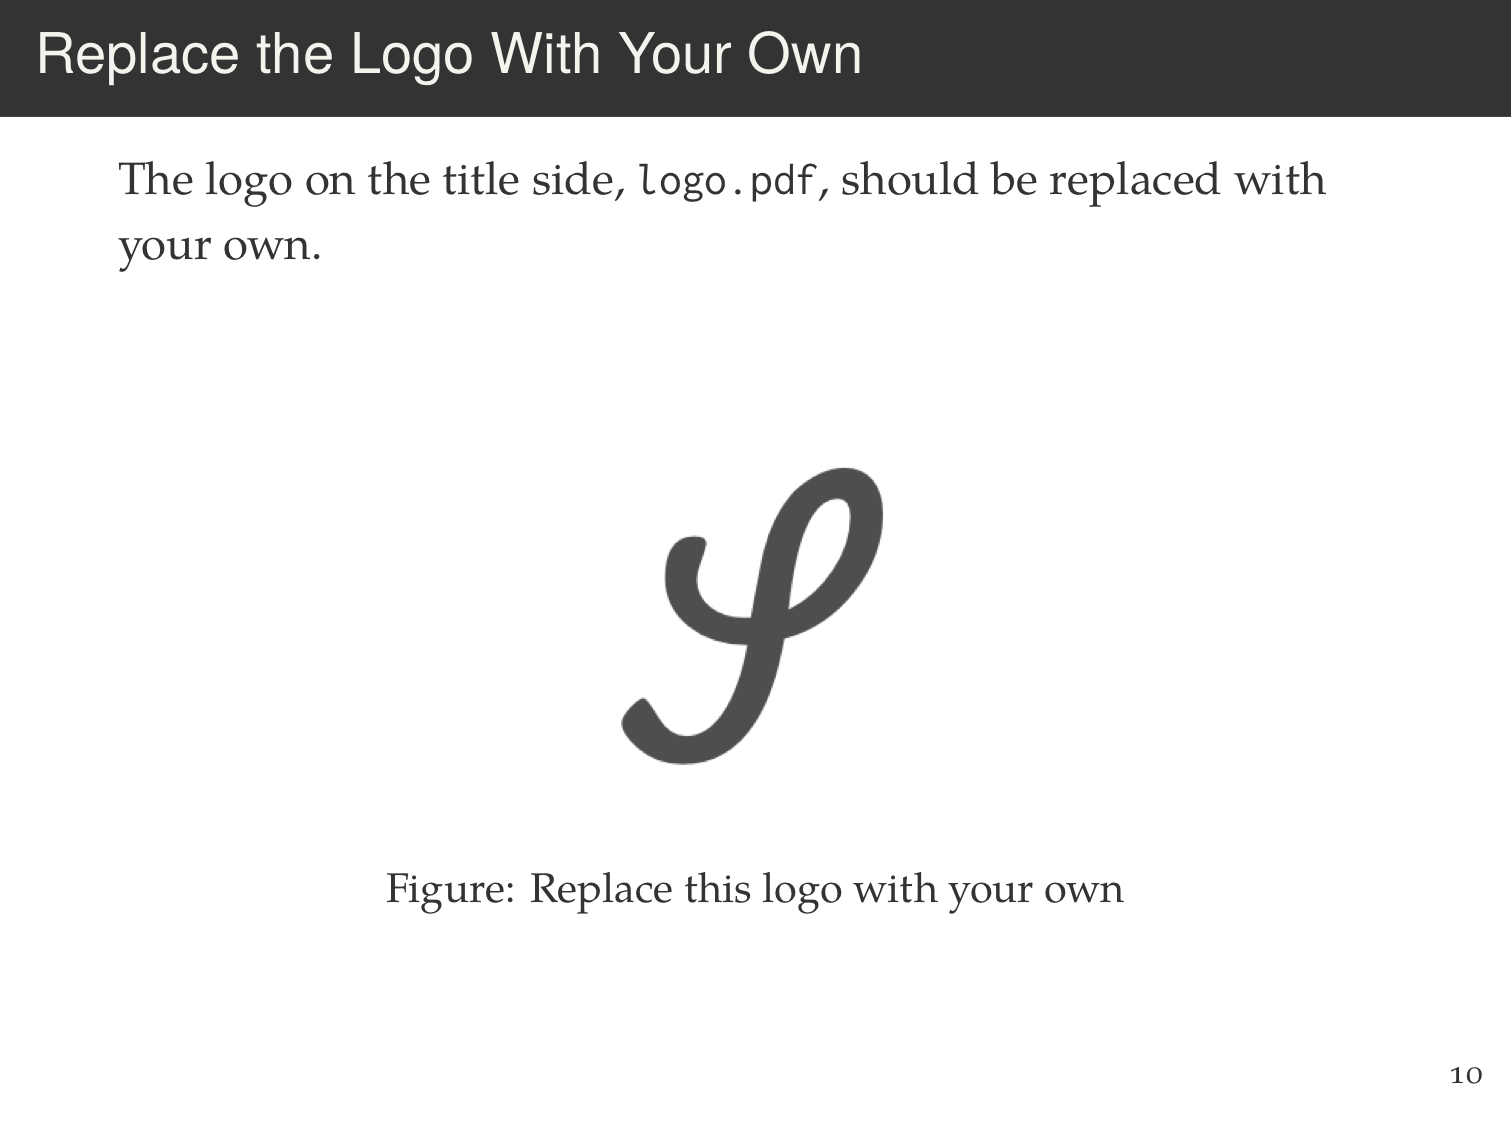 Replace the Logo With Your Own
The logo on the title side, logo.pdf, should be replaced with
your own.
Figure: Replace this logo with your own
10